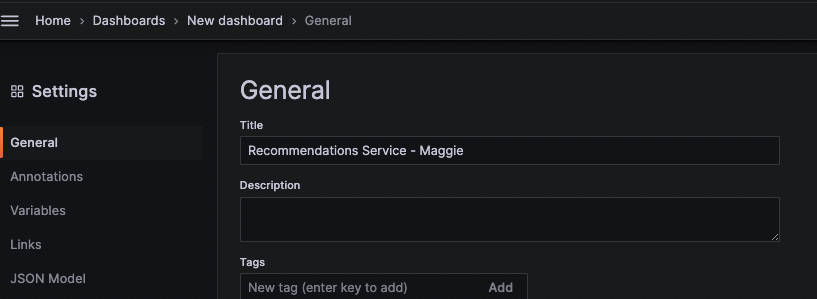 Home > Dashboards > New dashboard > General
Settings
General
Annotations
Variables
Links
JSON Model
General
Title
Recommendations Service - Maggie
Description
Tags
New tag (enter key to add) Add